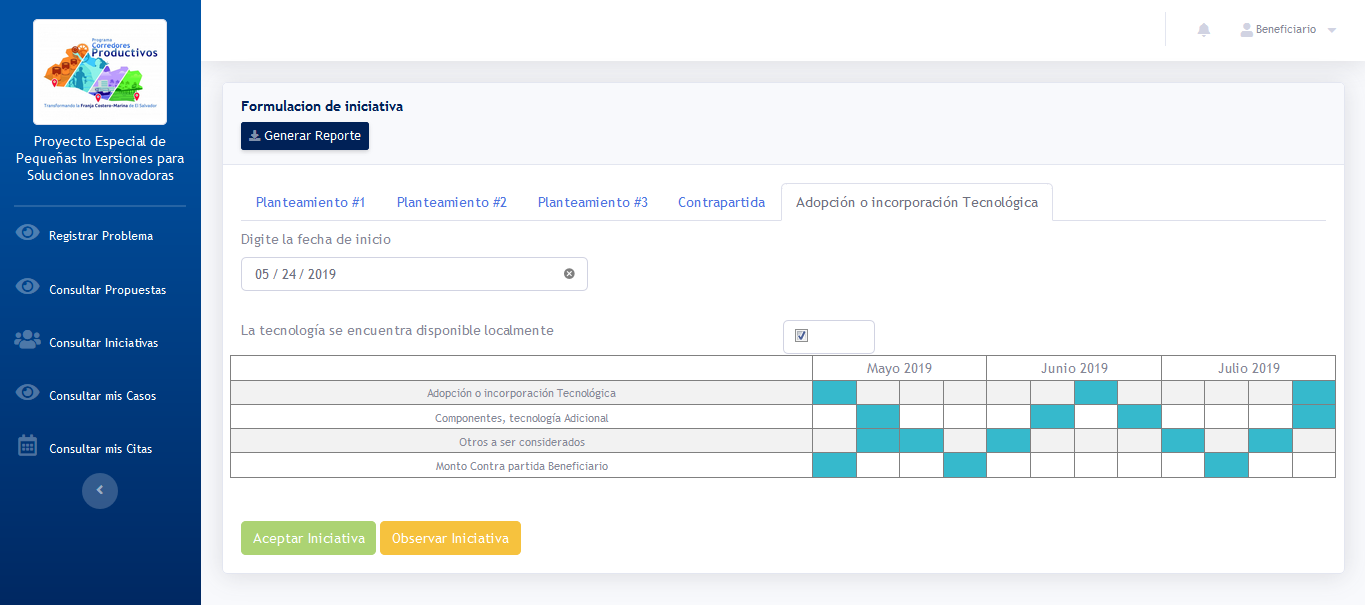 Programa
Corredores
Productivos
Transformando la Franja Costero-Marina de El Salvador
Proyecto Especial de
Pequeñas Inversiones para
Soluciones Innovadoras
Registrar Problema
Consultar Propuestas
Consultar Iniciativas
Consultar mis Casos
Consultar mis Citas
Beneficiario
Formulacion de iniciativa
Generar Reporte
Planteamiento #1 Planteamiento #2 Planteamiento #3 Contrapartida Adopción o incorporación Tecnológica
Digite la fecha de inicio
05 / 24 / 2019
La tecnología se encuentra disponible localmente
Mayo 2019 Junio 2019 Julio 2019
Adopción o incorporación Tecnológica
Componentes, tecnología Adicional
Otros a ser considerados
Monto Contra partida Beneficiario
Aceptar Iniciativa Observar Iniciativa